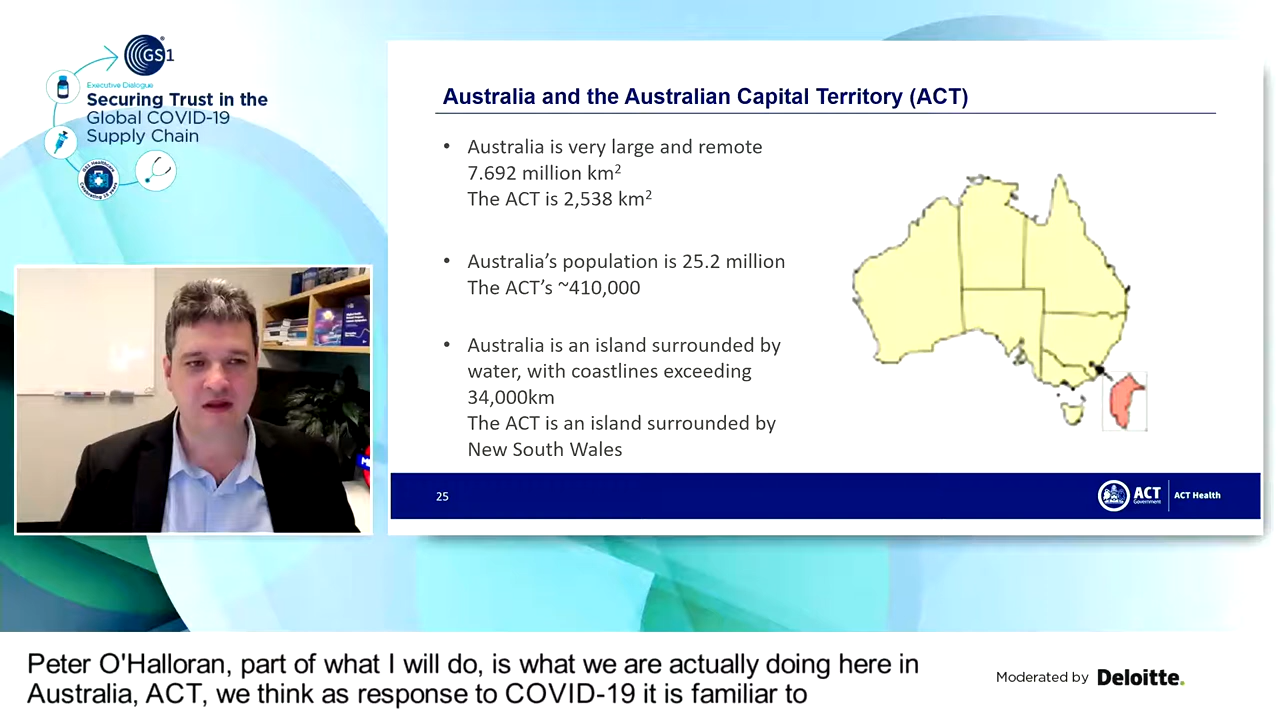 GS1
Executive Dialogue
Securing Trust in the
Global COVID-19
Supply Chain
Australia and the Australian Capital Territory (ACT)
• Australia is very large and remote
7.692 million km²
The ACT is 2,538 km²
• Australia’s population is 25.2 million
The ACT’s ~410,000
• Australia is an island surrounded by
water, with coastlines exceeding
34,000km
The ACT is an island surrounded by
New South Wales
25
ACT
Government
ACT Health
Peter O'Halloran, part of what I will do, is what we are actually doing here in
Australia, ACT, we think as response to COVID-19 it is familiar to
Moderated by Deloitte.